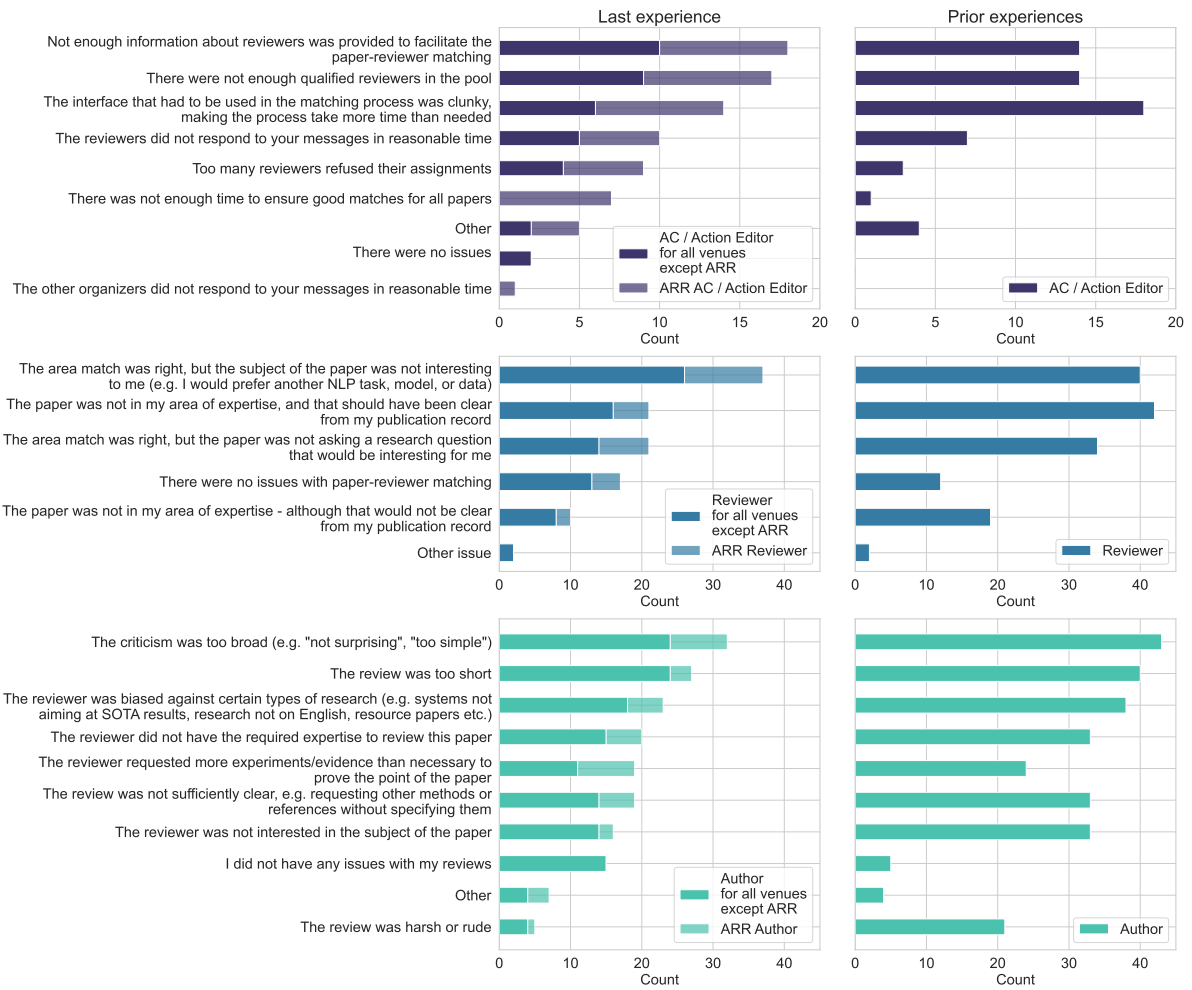 Last experience
Prior experiences
Not enough information about reviewers was provided to facilitate the
paper-reviewer matching
There were not enough qualified reviewers in the pool
The interface that had to be used in the matching process was clunky,
making the process take more time than needed
The reviewers did not respond to your messages in reasonable time
Too many reviewers refused their assignments
There was not enough time to ensure good matches for all papers
Other
There were no issues
The other organizers did not respond to your messages in reasonable time
AC / Action Editor
for all venues
except ARR
ARR AC / Action Editor
AC / Action Editor
0 5 10 15 20
Count
0 5 10 15 20
Count
The area match was right, but the subject of the paper was not interesting
to me (e.g. I would prefer another NLP task, model, or data)
The paper was not in my area of expertise, and that should have been clear
from my publication record
The area match was right, but the paper was not asking a research question
that would be interesting for me
There were no issues with paper-reviewer matching
The paper was not in my area of expertise - although that would not be clear
from my publication record
Other issue
Reviewer
for all venues
except ARR
ARR Reviewer
Reviewer
0 10 20 30 40
Count
0 10 20 30 40
Count
The criticism was too broad (e.g. "not surprising", "too simple")
The review was too short
The reviewer was biased against certain types of research (e.g. systems not
aiming at SOTA results, research not on English, resource papers etc.)
The reviewer did not have the required expertise to review this paper
The reviewer requested more experiments/evidence than necessary to
prove the point of the paper
The review was not sufficiently clear, e.g. requesting other methods or
references without specifying them
The reviewer was not interested in the subject of the paper
I did not have any issues with my reviews
Other
The review was harsh or rude
Author
for all venues
except ARR
ARR Author
Author
0 10 20 30 40
Count
0 10 20 30 40
Count